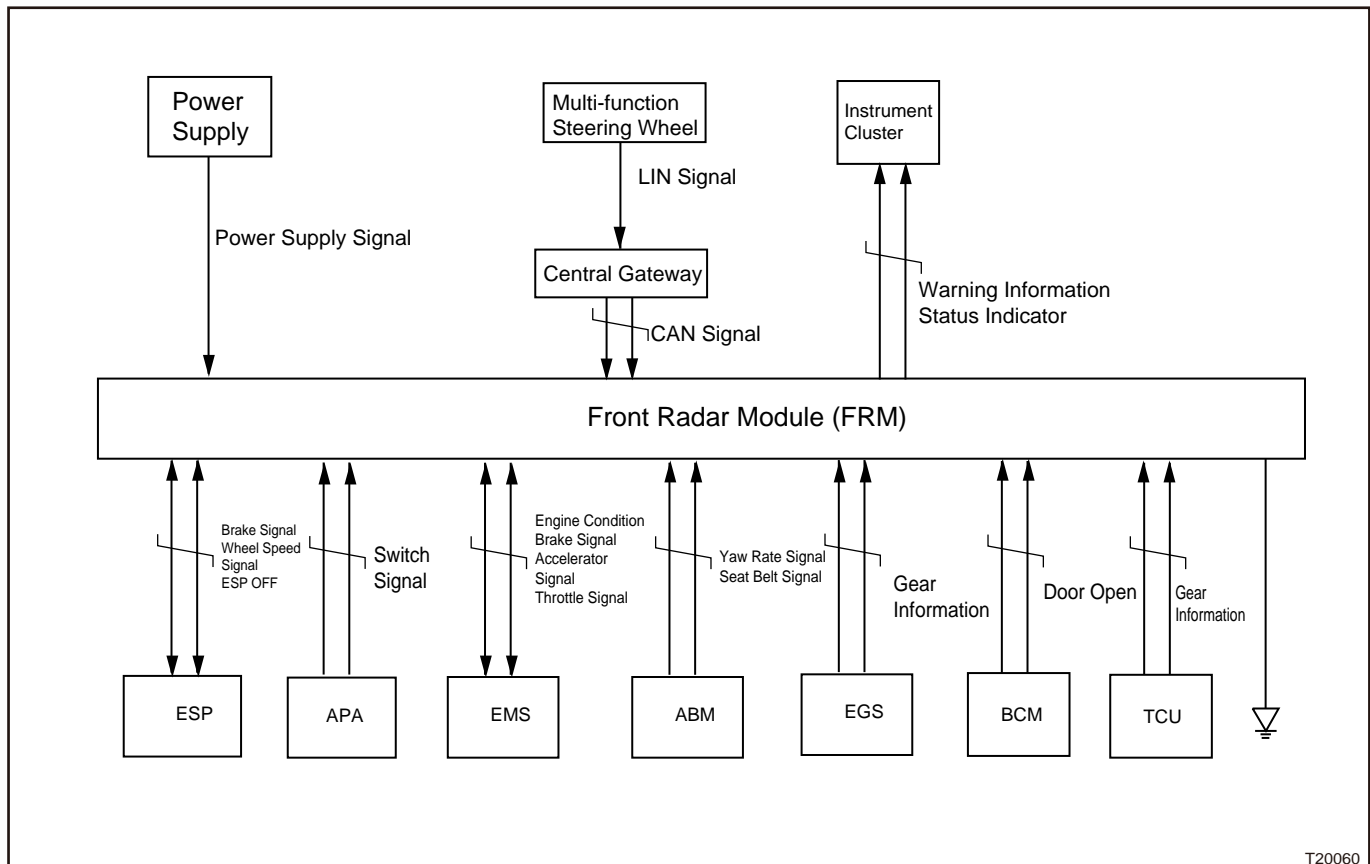 Power
Supply
Multi-function
Steering Wheel
Instrument
Cluster
LIN Signal
Power Supply Signal
Central Gateway
CAN Signal
Warning Information
Status Indicator
Front Radar Module (FRM)
Brake Signal
Wheel Speed
Signal
ESP OFF
Switch
Signal
Engine Condition
Brake Signal
Accelerator
Signal
Throttle Signal
Yaw Rate Signal
Seat Belt Signal
Gear
Information
Door Open
Gear
Information
ESP
APA
EMS
ABM
EGS
BCM
TCU
T20060